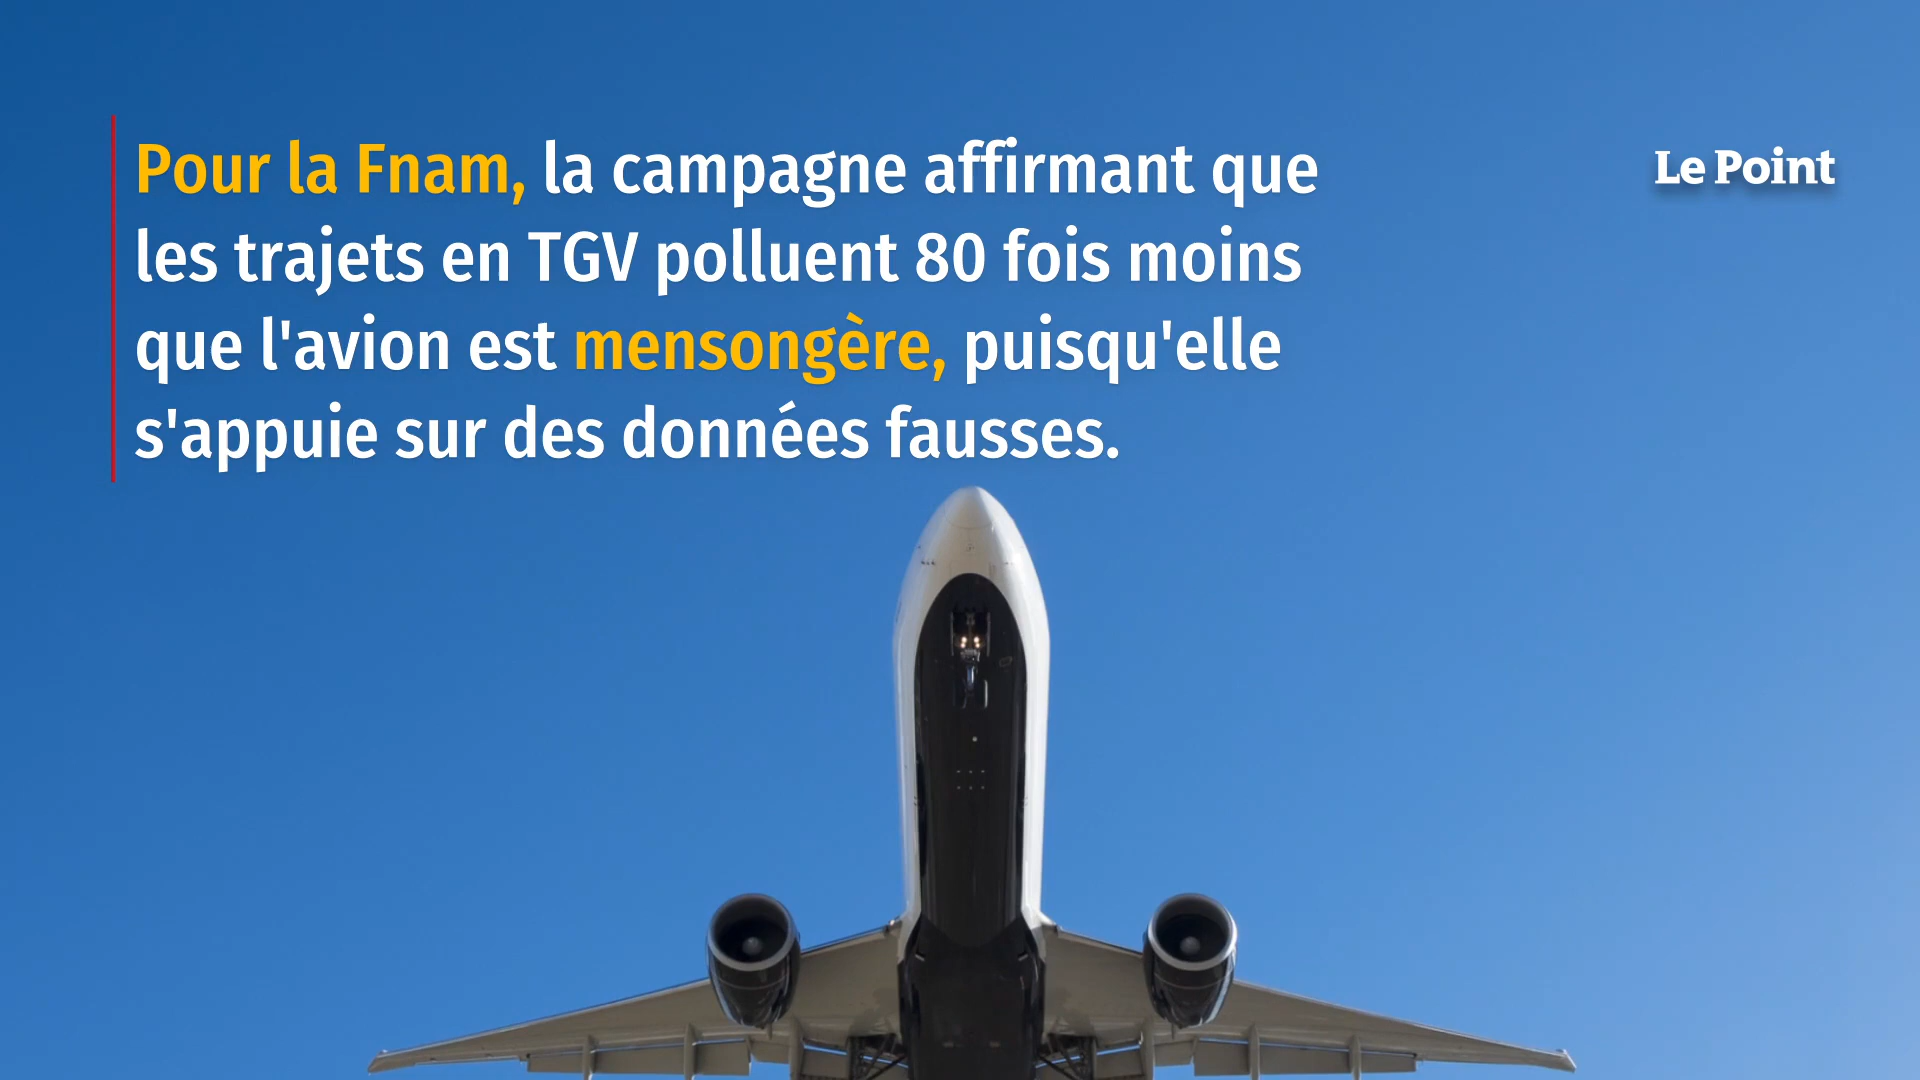 Pour la Fnam, la campagne affirmant que
les trajets en TGV polluent 80 fois moins
que l'avion est mensongère, puisqu'elle
s'appuie sur des données fausses.
Le Point